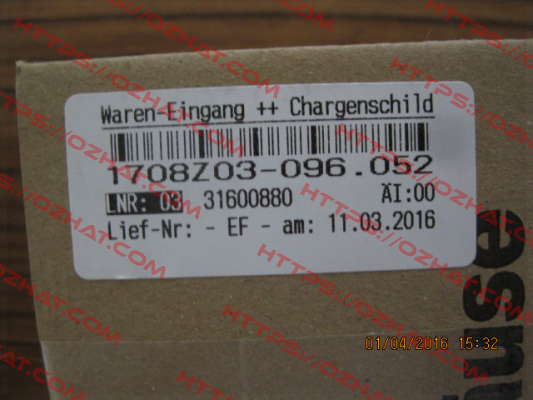 Waren-Eingang ++ Chargenschild
1708Z03-096.052
LNR: 03 31600880 ÄI:00
Lief-Nr: - EF - am: 11.03.2016
01/04/2016 15:32
HTTPS://OZHAT.COM